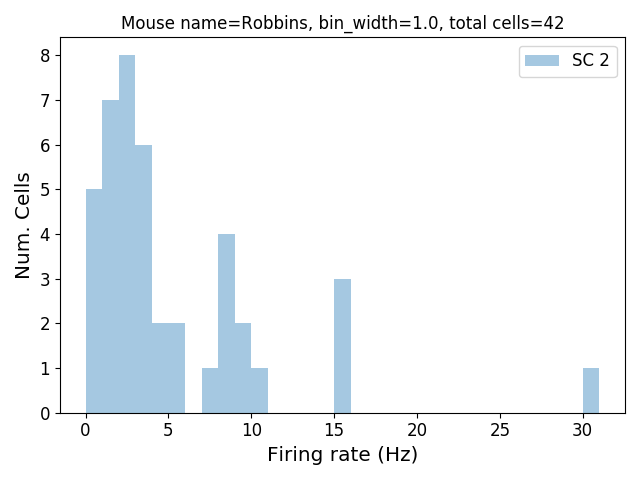 Mouse name=Robbins, bin_width=1.0, total cells=42
SC 2
8
7
6
5
4
3
2
1
0
Num. Cells
0 5 10 15 20 25 30
Firing rate (Hz)